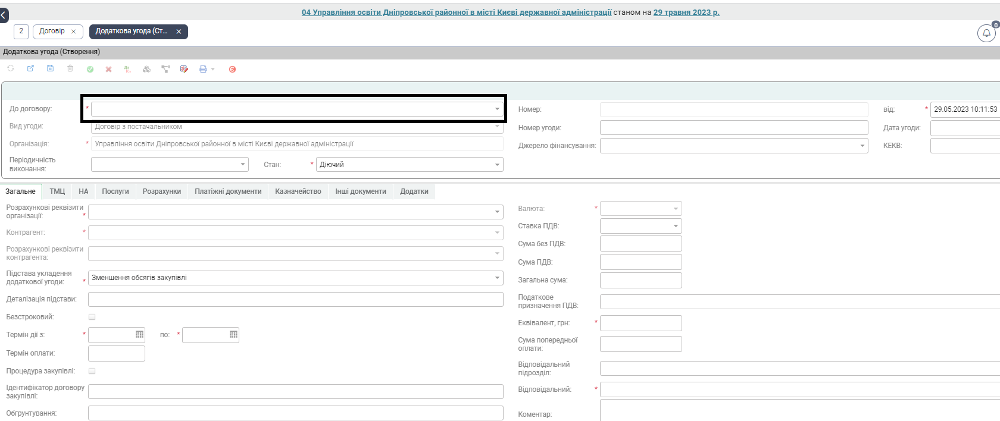 04 Управління освіти Дніпровської районної в місті Києві державної адміністрації станом на 29 травня 2023 р.
2 Договір Додаткова угода (Ст... 0
Додаткова угода (Створення)
До договору: * Номер: від: * 29.05.2023 10:11:53
Вид угоди: Договір з постачальником Номер угоди: Дата угоди:
Організація: * Управління освіти Дніпровської районної в місті Києві державної адміністрації Джерело фінансування: КЕКВ:
Періодичність
виконання: Стан: * Діючий
Загальне ТМЦ НА Послуги Розрахунки Платіжні документи Казначейство Інші документи Додатки
Розрахункові реквізити
організації: *
Контрагент: *
Розрахункові реквізити
контрагента:
Підстава укладення
додаткової угоди: * Зменшення обсягів закупівлі
Деталізація підстави:
Безстроковий:
Термін дії з: * по: *
Термін оплати:
Процедура закупівлі:
Ідентифікатор договору
закупівлі:
Обгрунтування:
Валюта: *
Ставка ПДВ:
Сума без ПДВ:
Сума ПДВ:
Загальна сума:
Податкове
призначення ПДВ:
Еквівалент, грн: *
Сума попередньої
оплати:
Відповідальний
підрозділ:
Відповідальний: *
Коментар: